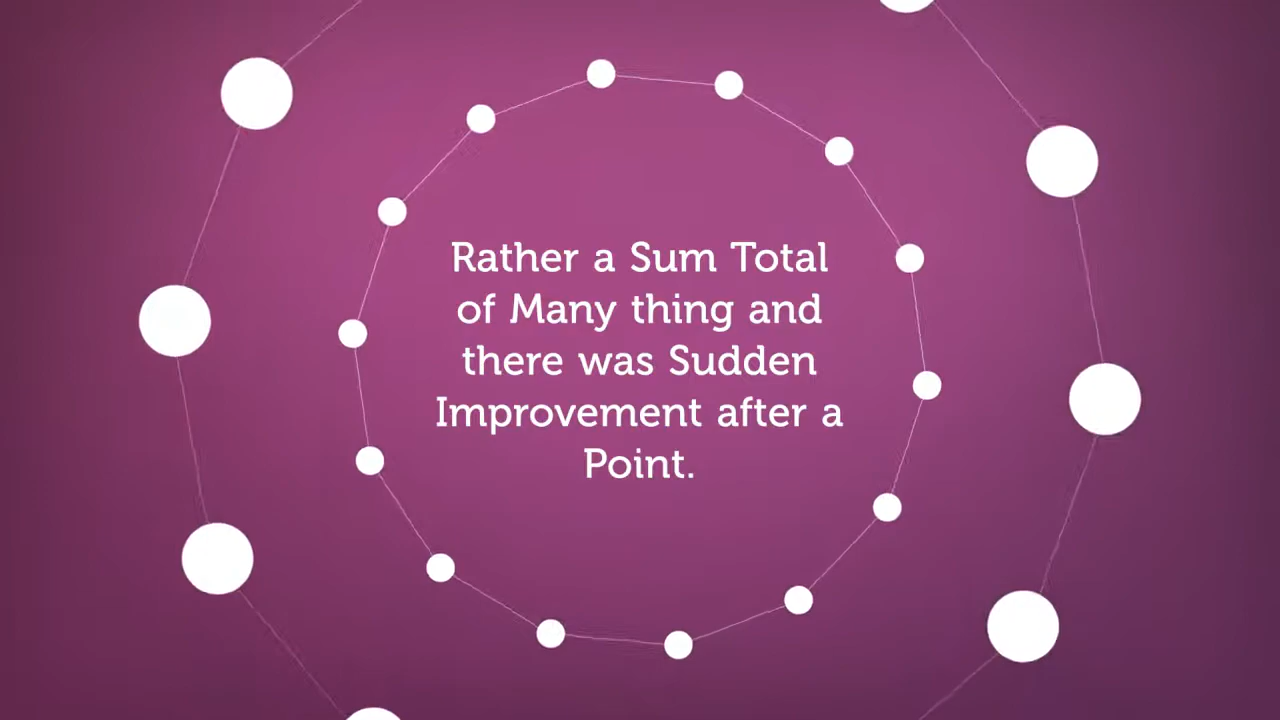 Rather a Sum Total
of Many thing and
there was Sudden
Improvement after a
Point.